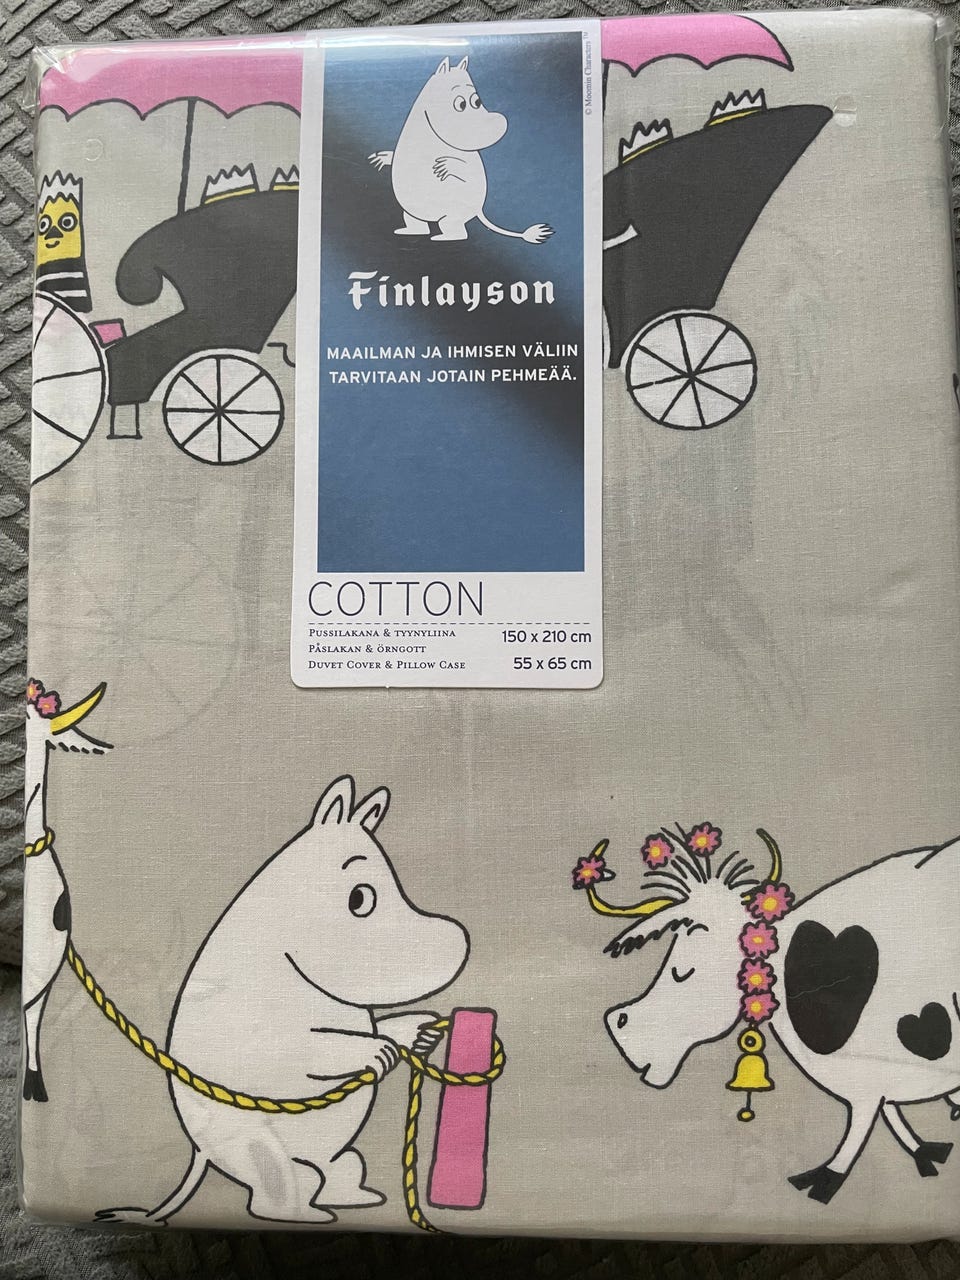 © Moomin Characters™
Finlayson
MAAILMAN JA IHMISEN VÄLIIN
TARVITAAN JOTAIN PEHMEÄÄ.
COTTON
PUSSILAKANA & TYYNYLIINA 150 x 210 cm
PÅSLAKAN & ÖRNGOTT
DUVET COVER & PILLOW CASE 55 x 65 cm